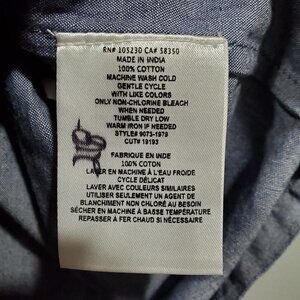 RN# 105230 CA# 58350
MADE IN INDIA
100% COTTON
MACHINE WASH COLD
GENTLE CYCLE
WITH LIKE COLORS
ONLY NON-CHLORINE BLEACH
WHEN NEEDED
TUMBLE DRY LOW
WARM IRON IF NEEDED
STYLE# 9073-1979
CUT# 19193
FABRIQUE EN INDE
100% COTON
LAVER EN MACHINE À L'EAU FROIDE
CYCLE DÉLICAT
LAVER AVEC COULEURS SIMILAIRES
UTILISER SEULEMENT UN AGENT DE
BLANCHIMENT NON CHLORÉ AU BESOIN
SÉCHER EN MACHINE A BASSE TEMPÉRATURE
REPASSER À FER CHAUD SI NÉCESSAIRE